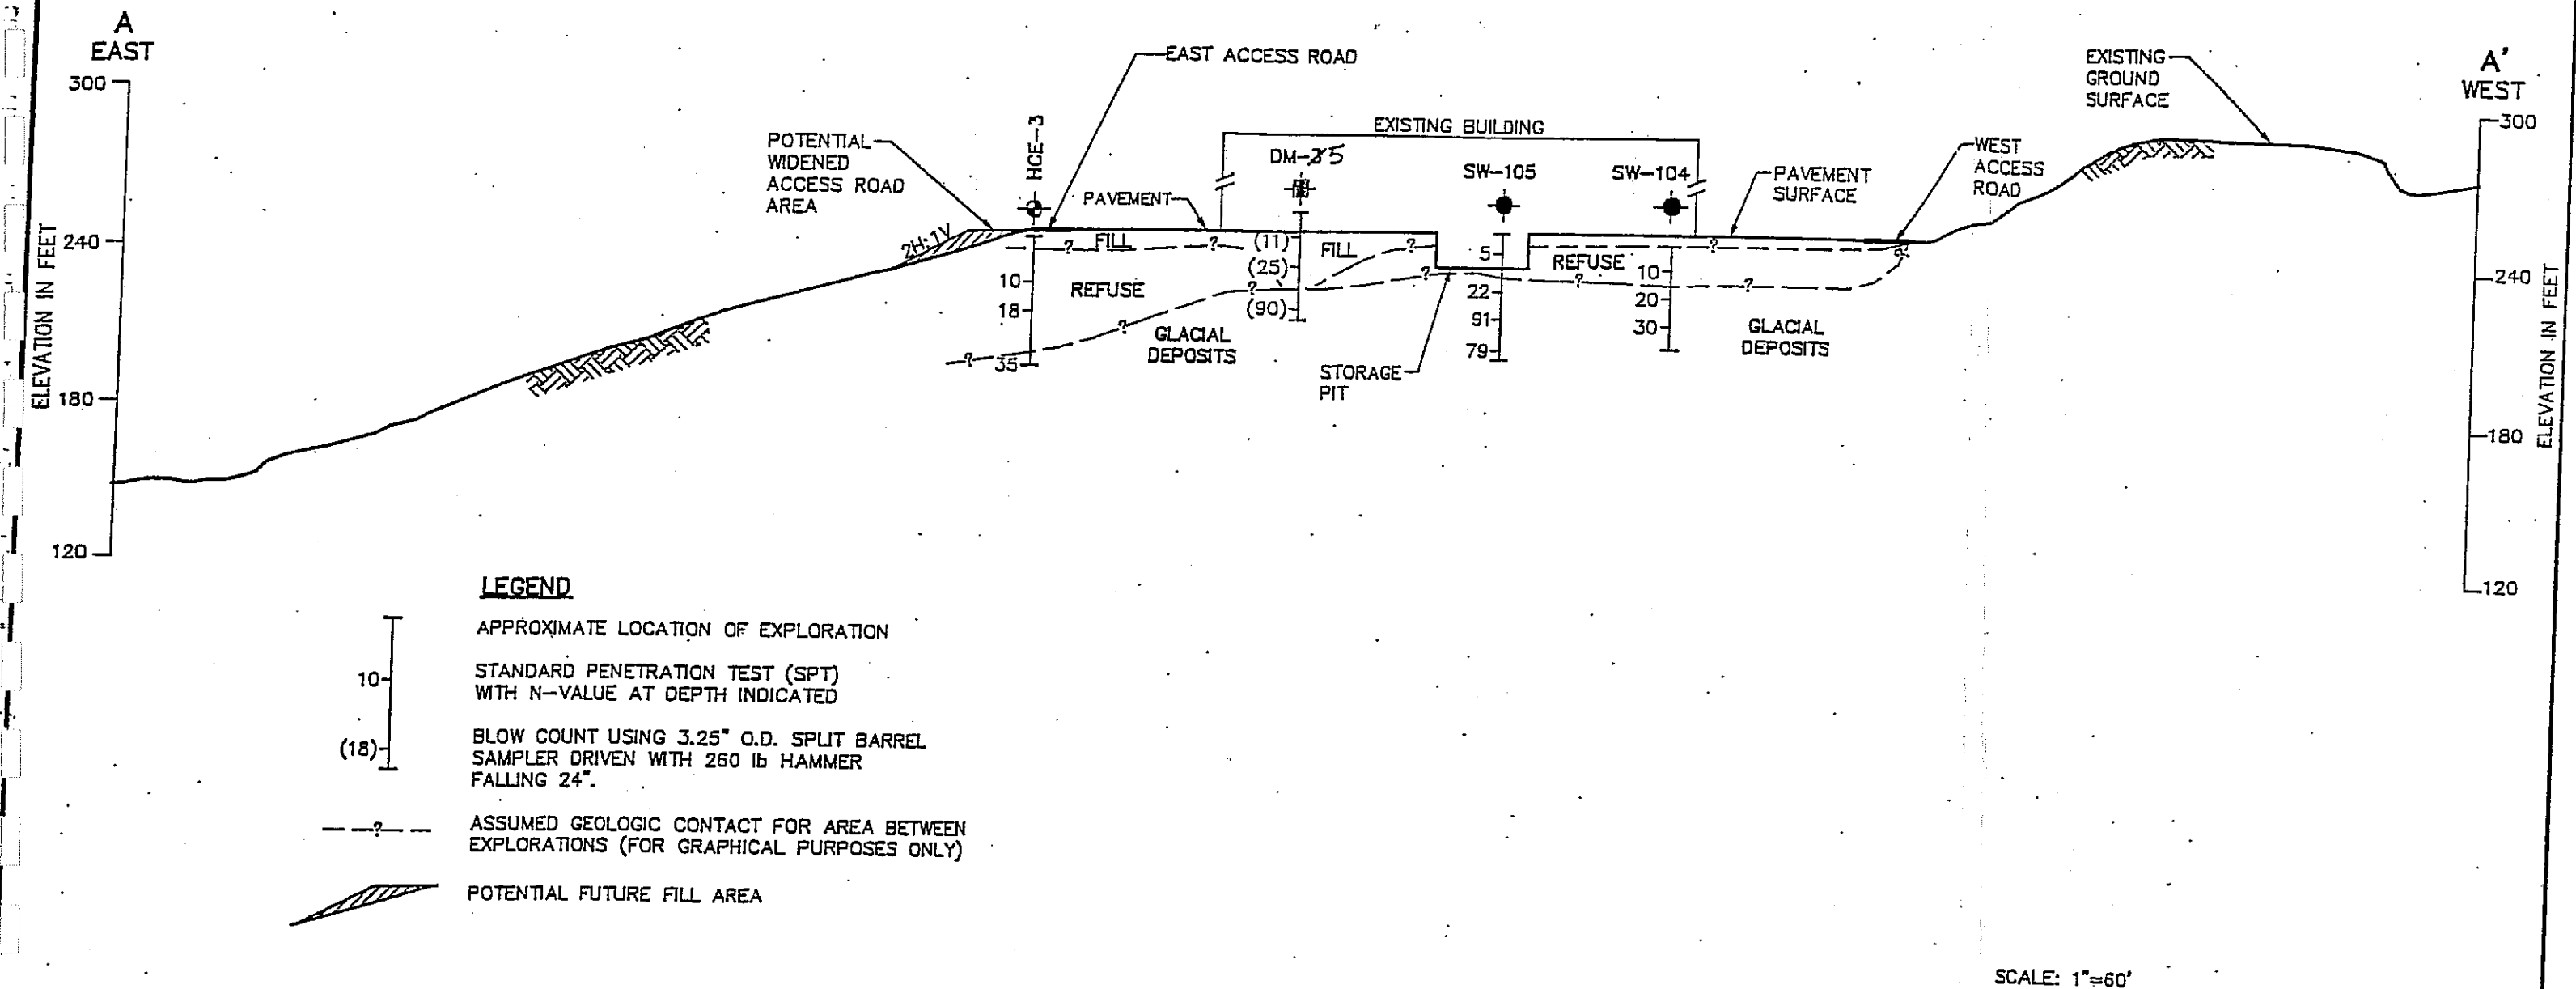 A
EAST
300
240
180
120
ELEVATION IN FEET
POTENTIAL
WIDENED
ACCESS ROAD
AREA
2H:1V
HCE-3
EAST ACCESS ROAD
PAVEMENT
EXISTING BUILDING
DM-35
SW-105
SW-104
PAVEMENT
SURFACE
WEST
ACCESS
ROAD
EXISTING
GROUND
SURFACE
A'
WEST
300
240
180
120
ELEVATION IN FEET
? FILL ? (11) FILL ?
(25)
(90)
10
18
35
REFUSE
? ? ? ?
GLACIAL
DEPOSITS
STORAGE
PIT
5
22
91
79
REFUSE
10
20
30
? ? ? ?
GLACIAL
DEPOSITS
LEGEND
APPROXIMATE LOCATION OF EXPLORATION
10
STANDARD PENETRATION TEST (SPT)
WITH N-VALUE AT DEPTH INDICATED
(18)
BLOW COUNT USING 3.25" O.D. SPLIT BARREL
SAMPLER DRIVEN WITH 260 lb HAMMER
FALLING 24".
?
ASSUMED GEOLOGIC CONTACT FOR AREA BETWEEN
EXPLORATIONS (FOR GRAPHICAL PURPOSES ONLY)
POTENTIAL FUTURE FILL AREA
SCALE: 1"=60'